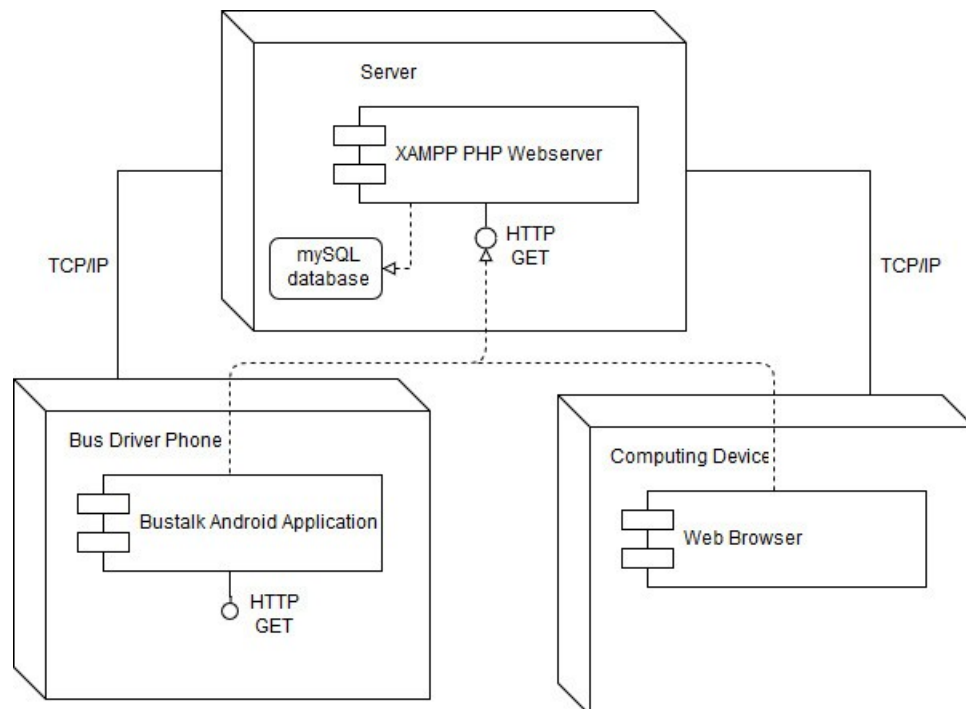 Server
XAMPP PHP Webserver
HTTP
GET
mySQL
database
TCP/IP
TCP/IP
Bus Driver Phone
Bustalk Android Application
HTTP
GET
Computing Device
Web Browser